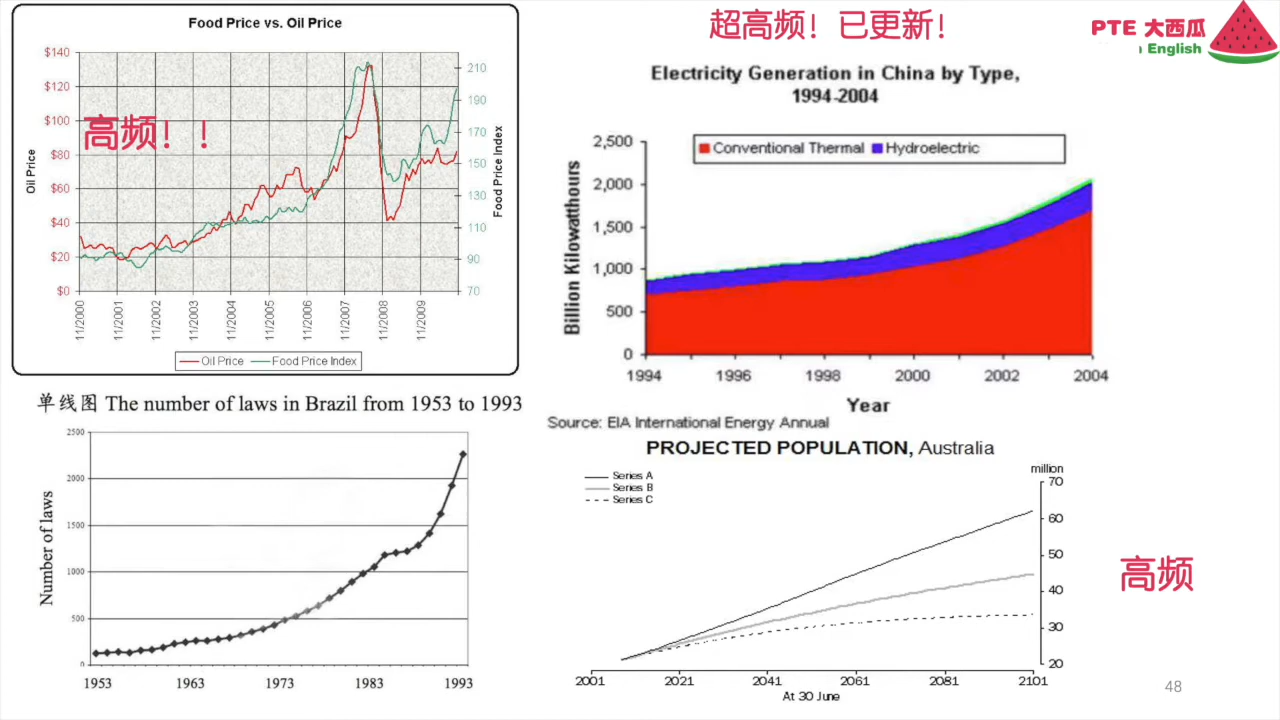 Food Price vs. Oil Price
$140
$120
$100
$80
$60
$40
$20
$0
210
190
170
150
130
110
90
70
Oil Price
Food Price Index
高频！！
11/2000
11/2001
11/2002
11/2003
11/2004
11/2005
11/2006
11/2007
11/2008
11/2009
Oil Price Food Price Index
超高频！已更新！
PTE 大西瓜
English
Electricity Generation in China by Type,
1994-2004
Conventional Thermal Hydroelectric
2,500
2,000
1,500
1,000
500
0
Billion Kilowatthours
1994 1996 1998 2000 2002 2004
Year
Source: EIA International Energy Annual
单线图 The number of laws in Brazil from 1953 to 1993
2500
2000
1500
1000
500
0
Number of laws
1953 1963 1973 1983 1993
PROJECTED POPULATION, Australia
Series A
Series B
Series C
million
70
60
50
40
30
20
2001 2021 2041 2061 2081 2101
At 30 June
高频
48